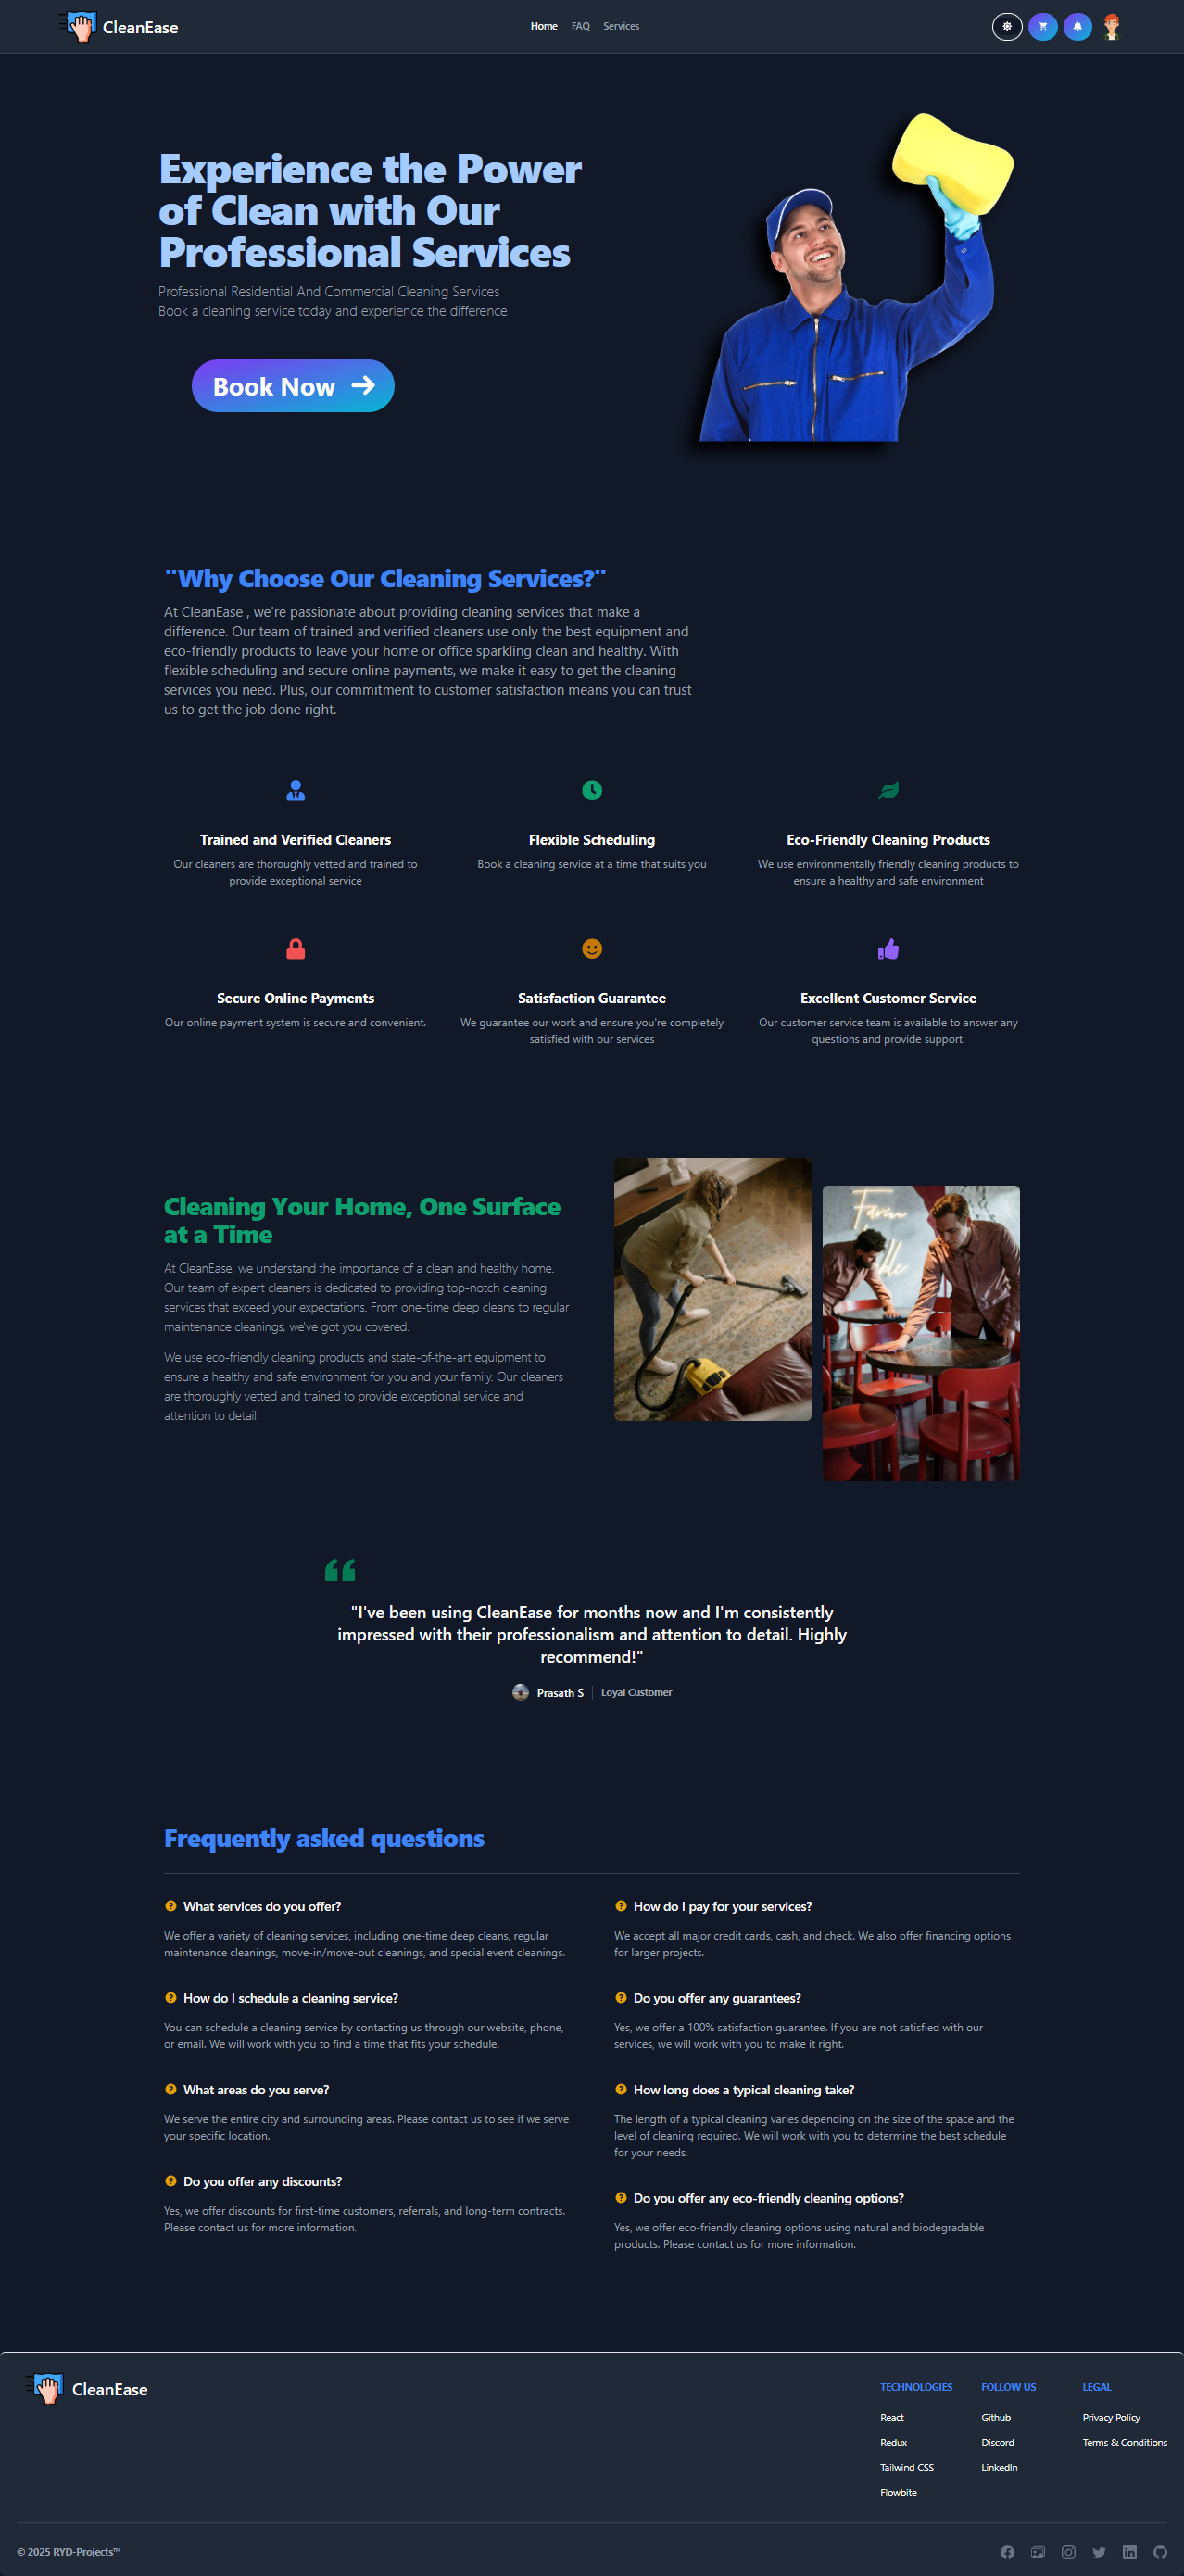 CleanEase
Home FAQ Services
Experience the Power
of Clean with Our
Professional Services
Professional Residential And Commercial Cleaning Services
Book a cleaning service today and experience the difference
Book Now
"Why Choose Our Cleaning Services?"
At CleanEase , we're passionate about providing cleaning services that make a
difference. Our team of trained and verified cleaners use only the best equipment and
eco-friendly products to leave your home or office sparkling clean and healthy. With
flexible scheduling and secure online payments, we make it easy to get the cleaning
services you need. Plus, our commitment to customer satisfaction means you can trust
us to get the job done right.
Trained and Verified Cleaners
Our cleaners are thoroughly vetted and trained to
provide exceptional service
Flexible Scheduling
Book a cleaning service at a time that suits you
Eco-Friendly Cleaning Products
We use environmentally friendly cleaning products to
ensure a healthy and safe environment
Secure Online Payments
Our online payment system is secure and convenient.
Satisfaction Guarantee
We guarantee our work and ensure you're completely
satisfied with our services
Excellent Customer Service
Our customer service team is available to answer any
questions and provide support.
Cleaning Your Home, One Surface
at a Time
At CleanEase, we understand the importance of a clean and healthy home.
Our team of expert cleaners is dedicated to providing top-notch cleaning
services that exceed your expectations. From one-time deep cleans to regular
maintenance cleanings, we've got you covered.
We use eco-friendly cleaning products and state-of-the-art equipment to
ensure a healthy and safe environment for you and your family. Our cleaners
are thoroughly vetted and trained to provide exceptional service and
attention to detail.
"I've been using CleanEase for months now and I'm consistently
impressed with their professionalism and attention to detail. Highly
recommend!"
Prasath S | Loyal Customer
Frequently asked questions
What services do you offer?
We offer a variety of cleaning services, including one-time deep cleans, regular
maintenance cleanings, move-in/move-out cleanings, and special event cleanings.
How do I schedule a cleaning service?
You can schedule a cleaning service by contacting us through our website, phone,
or email. We will work with you to find a time that fits your schedule.
What areas do you serve?
We serve the entire city and surrounding areas. Please contact us to see if we serve
your specific location.
Do you offer any discounts?
Yes, we offer discounts for first-time customers, referrals, and long-term contracts.
Please contact us for more information.
How do I pay for your services?
We accept all major credit cards, cash, and check. We also offer financing options
for larger projects.
Do you offer any guarantees?
Yes, we offer a 100% satisfaction guarantee. If you are not satisfied with our
services, we will work with you to make it right.
How long does a typical cleaning take?
The length of a typical cleaning varies depending on the size of the space and the
level of cleaning required. We will work with you to determine the best schedule
for your needs.
Do you offer any eco-friendly cleaning options?
Yes, we offer eco-friendly cleaning options using natural and biodegradable
products. Please contact us for more information.
CleanEase
TECHNOLOGIES
React
Redux
Tailwind CSS
Flowbite
FOLLOW US
Github
Discord
LinkedIn
LEGAL
Privacy Policy
Terms & Conditions
© 2025 RYD-Projects™